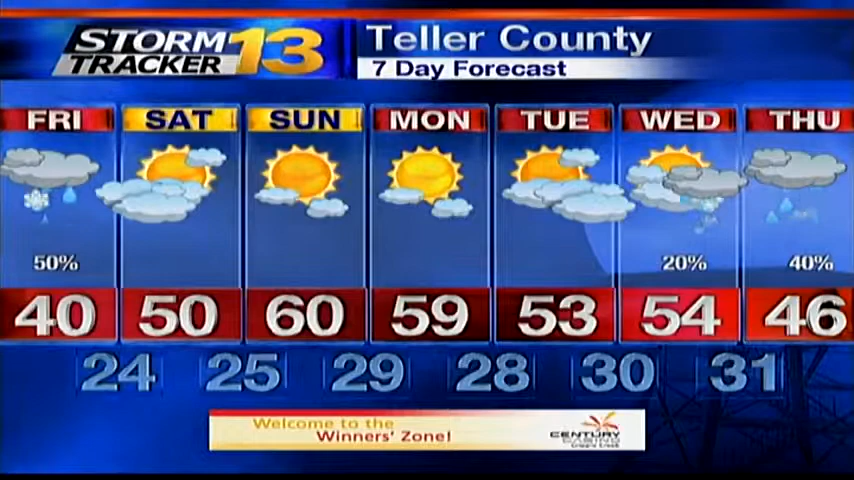 STORM
TRACKER 13
Teller County
7 Day Forecast
FRI SAT SUN MON TUE WED THU
50% 20% 40%
40 50 60 59 53 54 46
24 25 29 28 30 31
Welcome to the
Winners' Zone!
CENTURY
CASINO
Cripple Creek